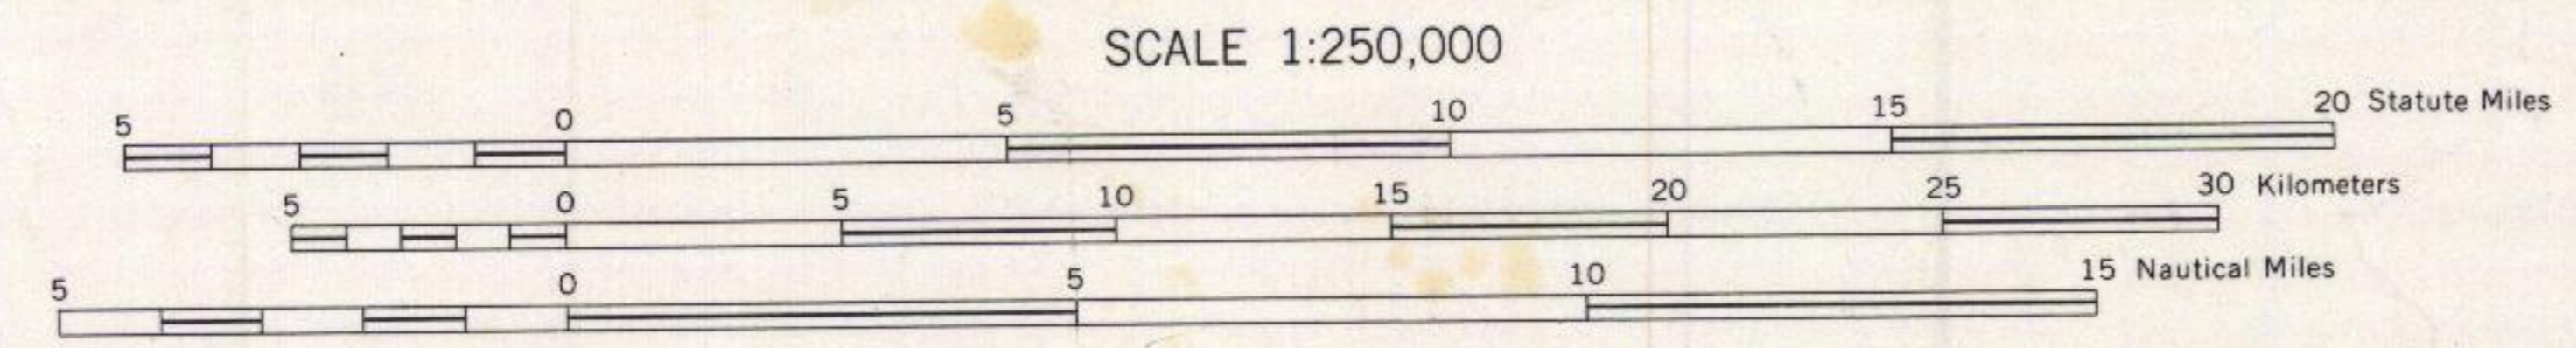 SCALE 1:250,000
5 0 5 10 15 20 Statute Miles
5 0 5 10 15 20 25 30 Kilometers
5 0 5 10 15 Nautical Miles